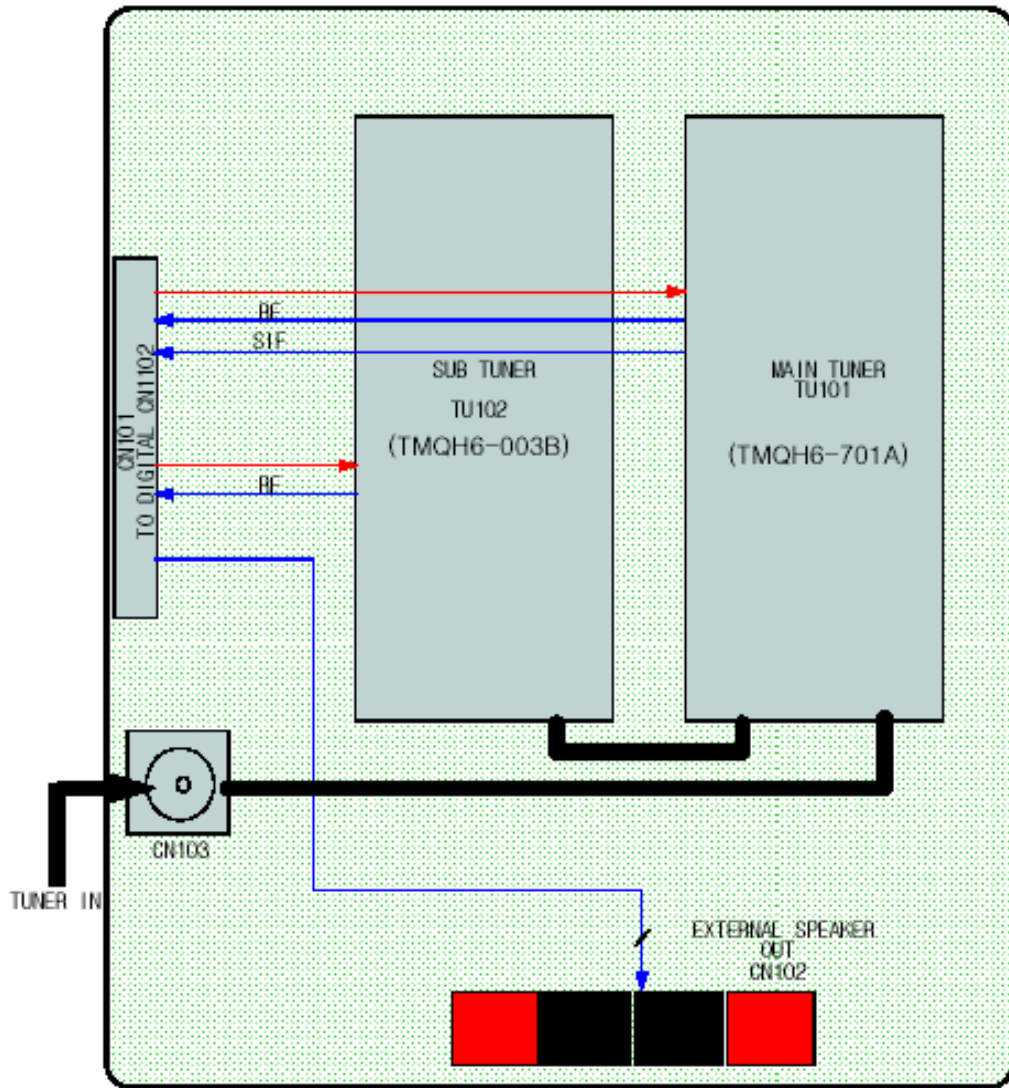 RF
SIF
SUB TUNER
TU102
(TMQH6-003B)
MAIN TUNER
TU101
(TMQH6-701A)
CN101
TO DIGITAL CN1102
RF
CN103
TUNER IN
EXTERNAL SPEAKER
OUT
CN102